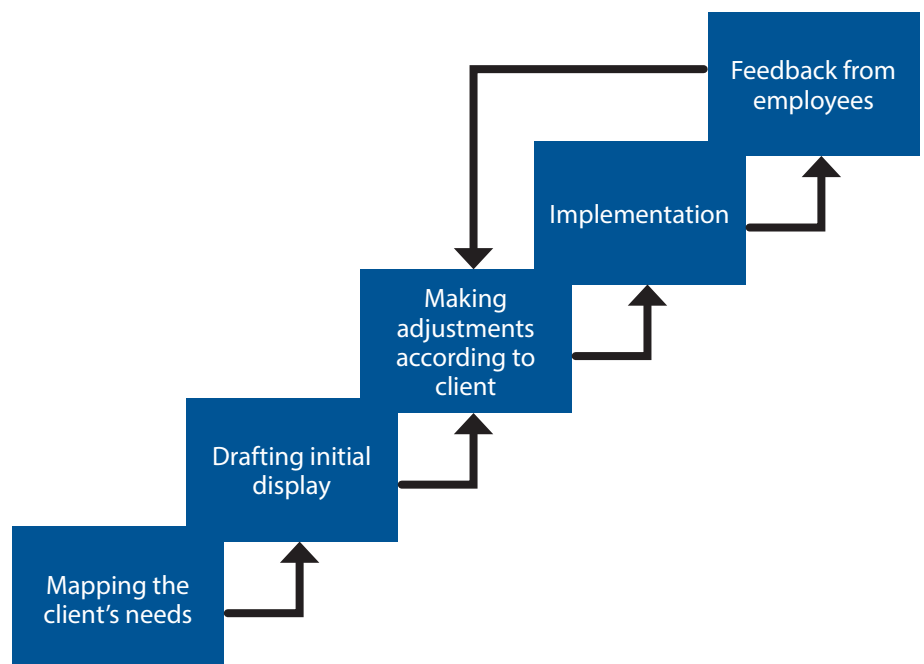 Feedback from
employees
Implementation
Making
adjustments
according to
client
Drafting initial
display
Mapping the
client’s needs